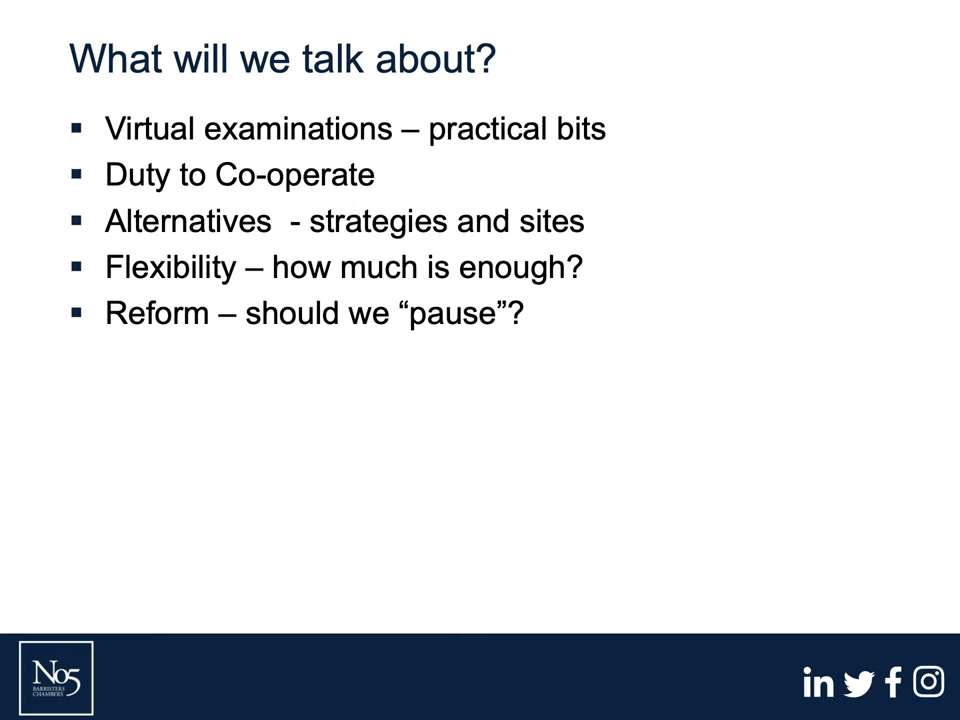 What will we talk about?
▪ Virtual examinations – practical bits
▪ Duty to Co-operate
▪ Alternatives  - strategies and sites
▪ Flexibility – how much is enough?
▪ Reform – should we “pause”?
No5
BARRISTERS
CHAMBERS